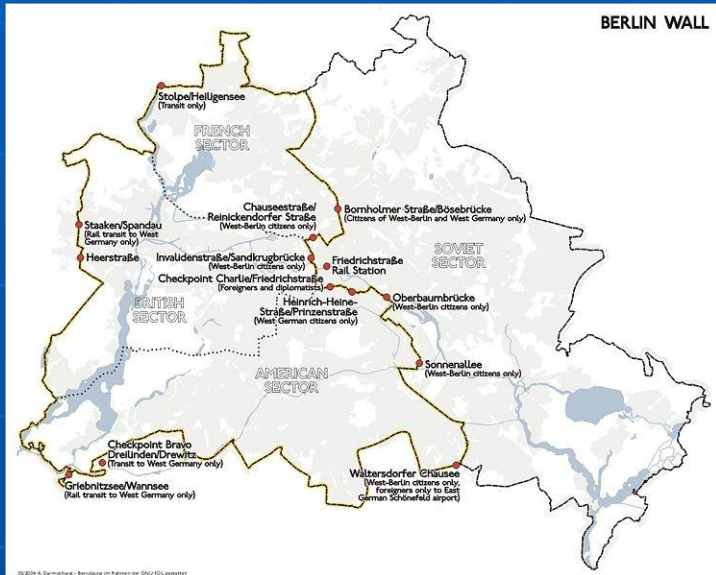 BERLIN WALL
Stolpe/Heiligensee
(Transit only)
FRENCH
SECTOR
Chauseestraße/
Reinickendorfer Straße
(West-Berlin citizens only)
Bornholmer Straße/Bösebrücke
(Citizens of West-Berlin and West Germany only)
Staaken/Spandau
(Rail transit to West
Germany only)
Heerstraße
Invalidenstraße/Sandkrugbrücke
(West-Berlin citizens only)
Friedrichstraße
Rail Station
SOVIET
SECTOR
Checkpoint Charlie/Friedrichstraße
(Foreigners and diplomatists)
BRITISH
SECTOR
Heinrich-Heine-
Straße/Prinzenstraße
(West German citizens only)
Oberbaumbrücke
(West-Berlin citizens only)
AMERICAN
SECTOR
Sonnenallee
(West-Berlin citizens only)
Checkpoint Bravo
Dreilinden/Drewitz
(Transit to West Germany only)
Griebnitzsee/Wannsee
(Rail transit to West Germany only)
Waltersdorfer Chausee
(West-Berlin citizens only,
foreigners only to East
German Schönefeld airport)